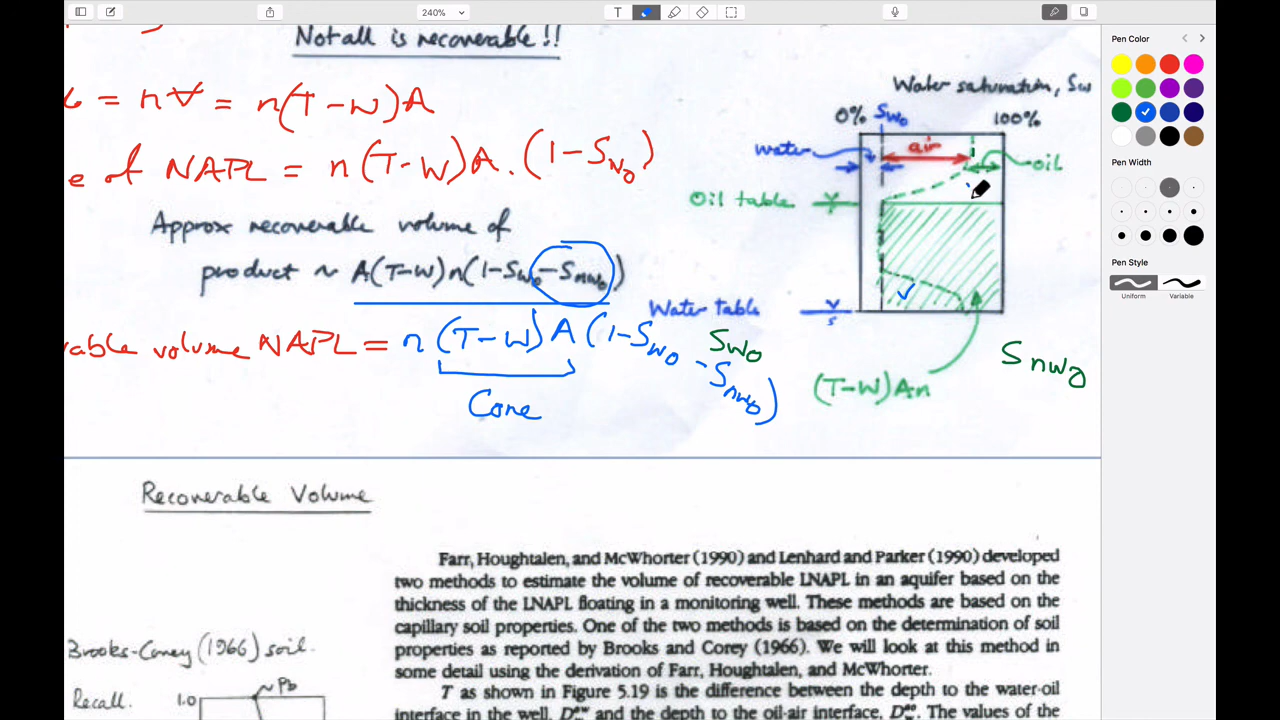 240%
T
Not all is recoverable!!
= n∀ = n(T-W)A
of NAPL = n(T-W)A. (1-Sw₀)
Approx recoverable volume of
product ~ A(T-W)n(1-Sw₀-Snw₀)
able volume NAPL = n(T-W)A(1-Sw₀
-Snw₀)
Cone
Water saturation, Sw
0% Sw₀ 100%
water
air
oil
Oil table
Water table
Sw₀
Snw₀
(T-W)An
Recoverable Volume
Farr, Houghtalen, and McWhorter (1990) and Lenhard and Parker (1990) developed
two methods to estimate the volume of recoverable LNAPL in an aquifer based on the
thickness of the LNAPL floating in a monitoring well. These methods are based on the
capillary soil properties. One of the two methods is based on the determination of soil
properties as reported by Brooks and Corey (1966). We will look at this method in
some detail using the derivation of Farr, Houghtalen, and McWhorter.
T as shown in Figure 5.19 is the difference between the depth to the water-oil
interface in the well, and the depth to the oil-air interface, The values of the
Brooks-Corey (1966) soil.
Recall.
1.0
~Pb
Pen Color
Pen Width
Pen Style
Uniform
Variable